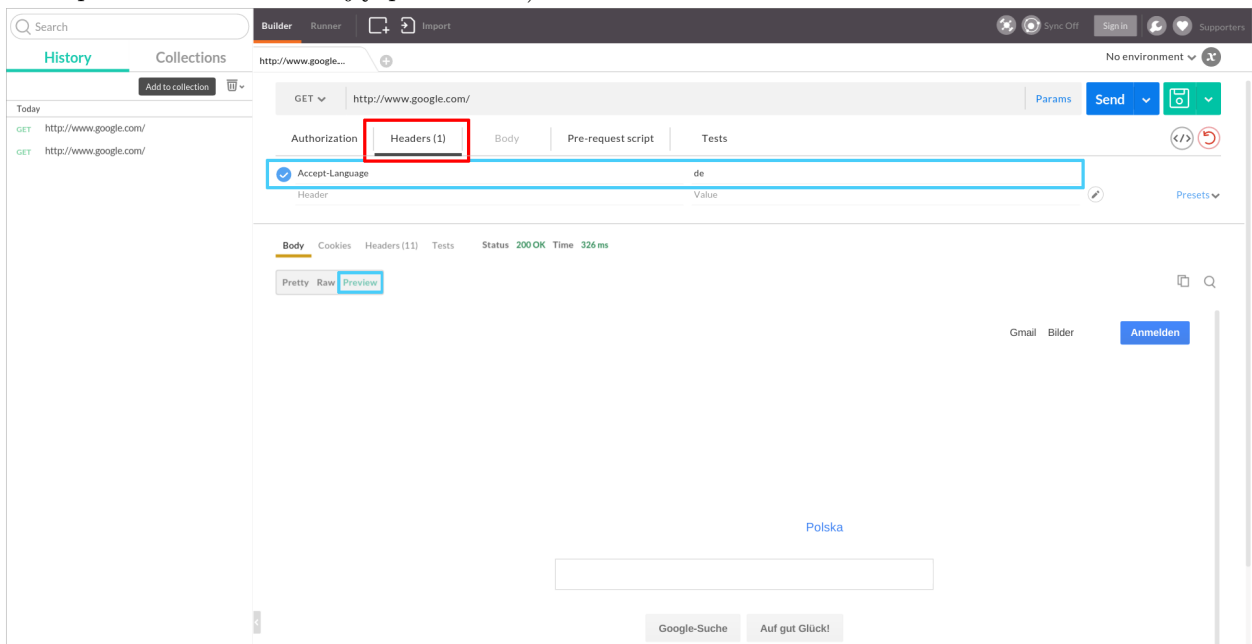 Search
Builder Runner Import Sync Off Sign in Supporters
History Collections
http://www.google.... No environment
Add to collection
Today
GET http://www.google.com/
GET http://www.google.com/
GET http://www.google.com/ Params Send
Authorization Headers (1) Body Pre-request script Tests
Accept-Language de
Header Value Presets
Body Cookies Headers (11) Tests Status 200 OK Time 326 ms
Pretty Raw Preview
Gmail Bilder Anmelden
Polska
Google-Suche Auf gut Glück!